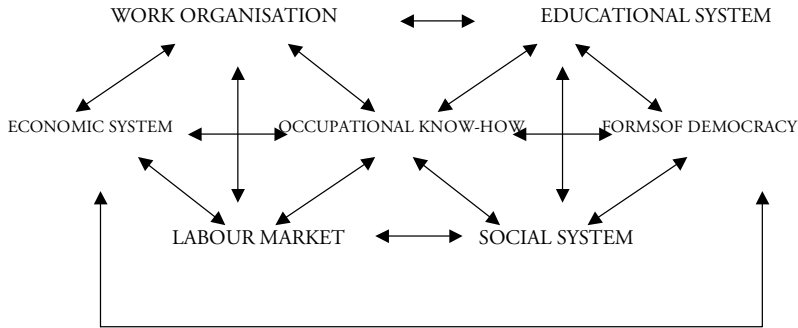 WORK ORGANISATION EDUCATIONAL SYSTEM
ECONOMIC SYSTEM OCCUPATIONAL KNOW-HOW FORMSOF DEMOCRACY
LABOUR MARKET SOCIAL SYSTEM